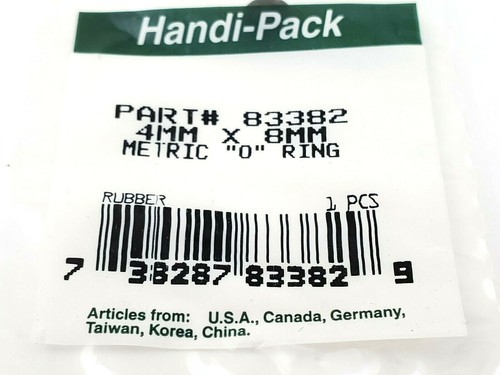 Handi-Pack
PART# 83382
4MM X 8MM
METRIC "O" RING
RUBBER 1 PCS
7 38287 83382 9
Articles from: U.S.A., Canada, Germany,
Taiwan, Korea, China.